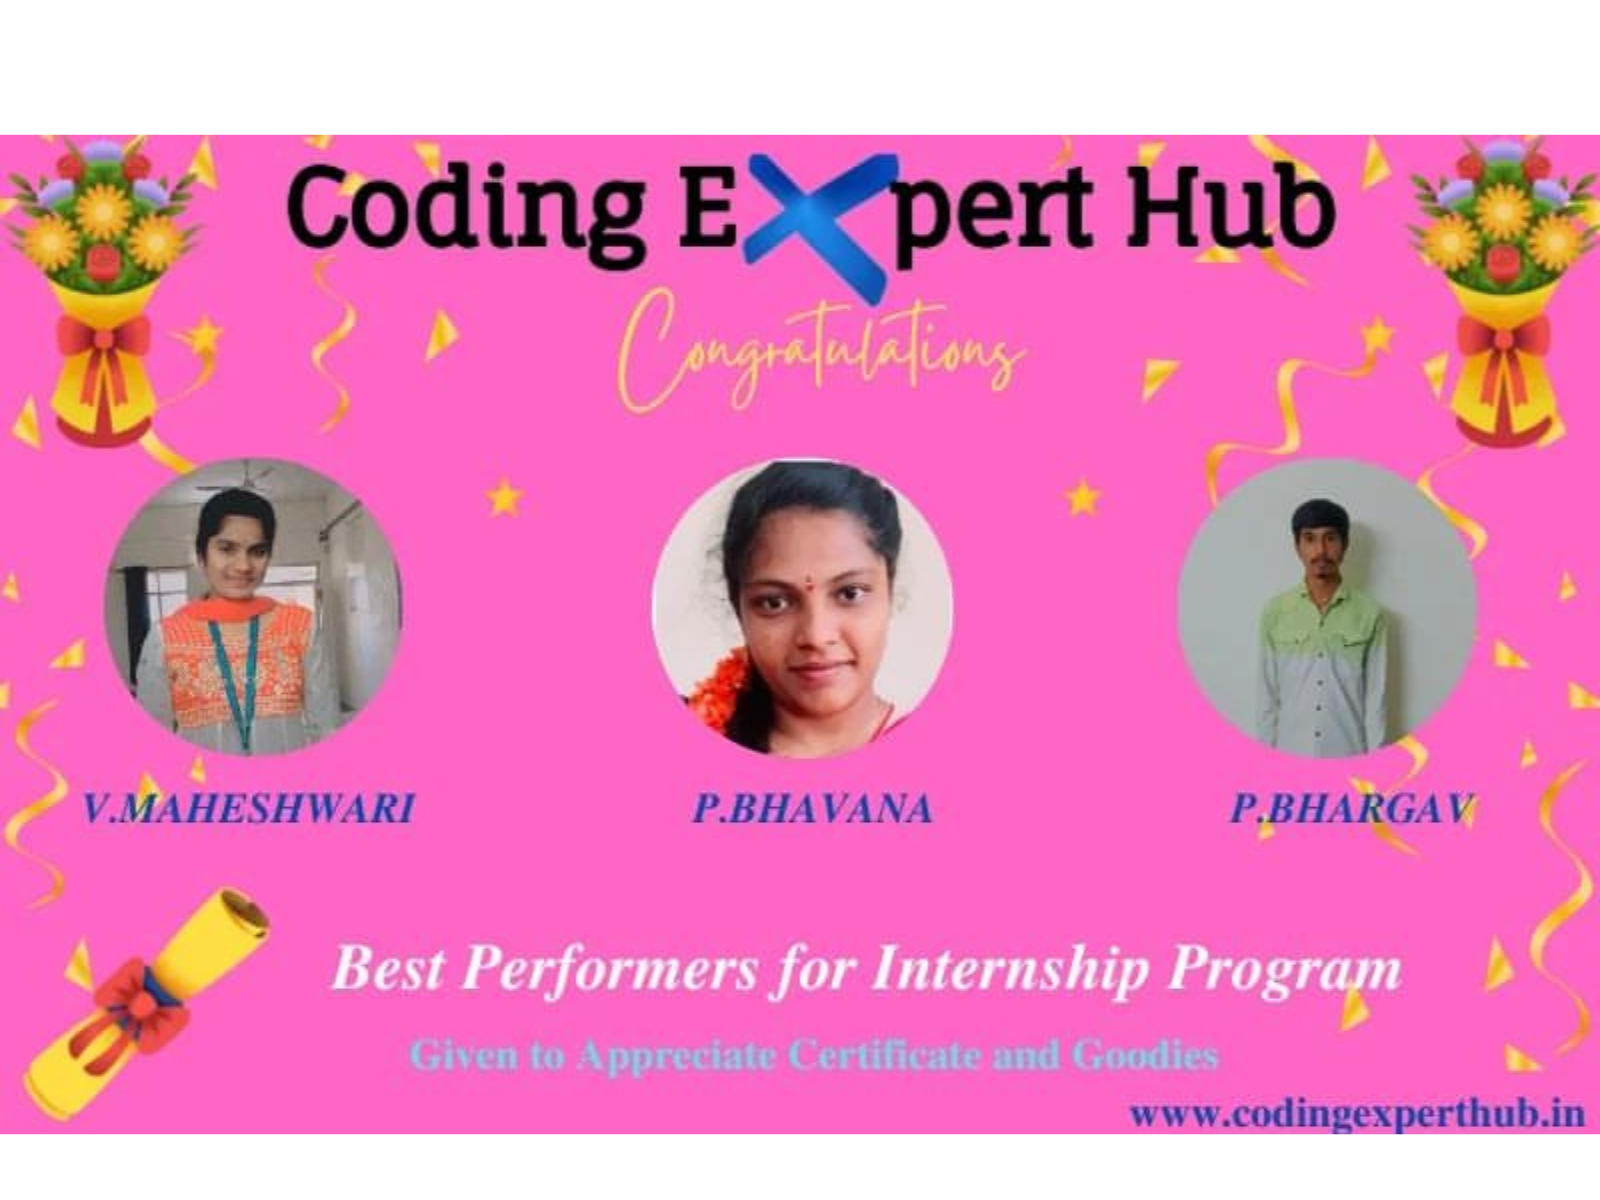 Coding EXpert Hub
Congratulations
V.MAHESHWARI
P.BHAVANA
P.BHARGAV
Best Performers for Internship Program
Given to Appreciate Certificate and Goodies
www.codingexperthub.in